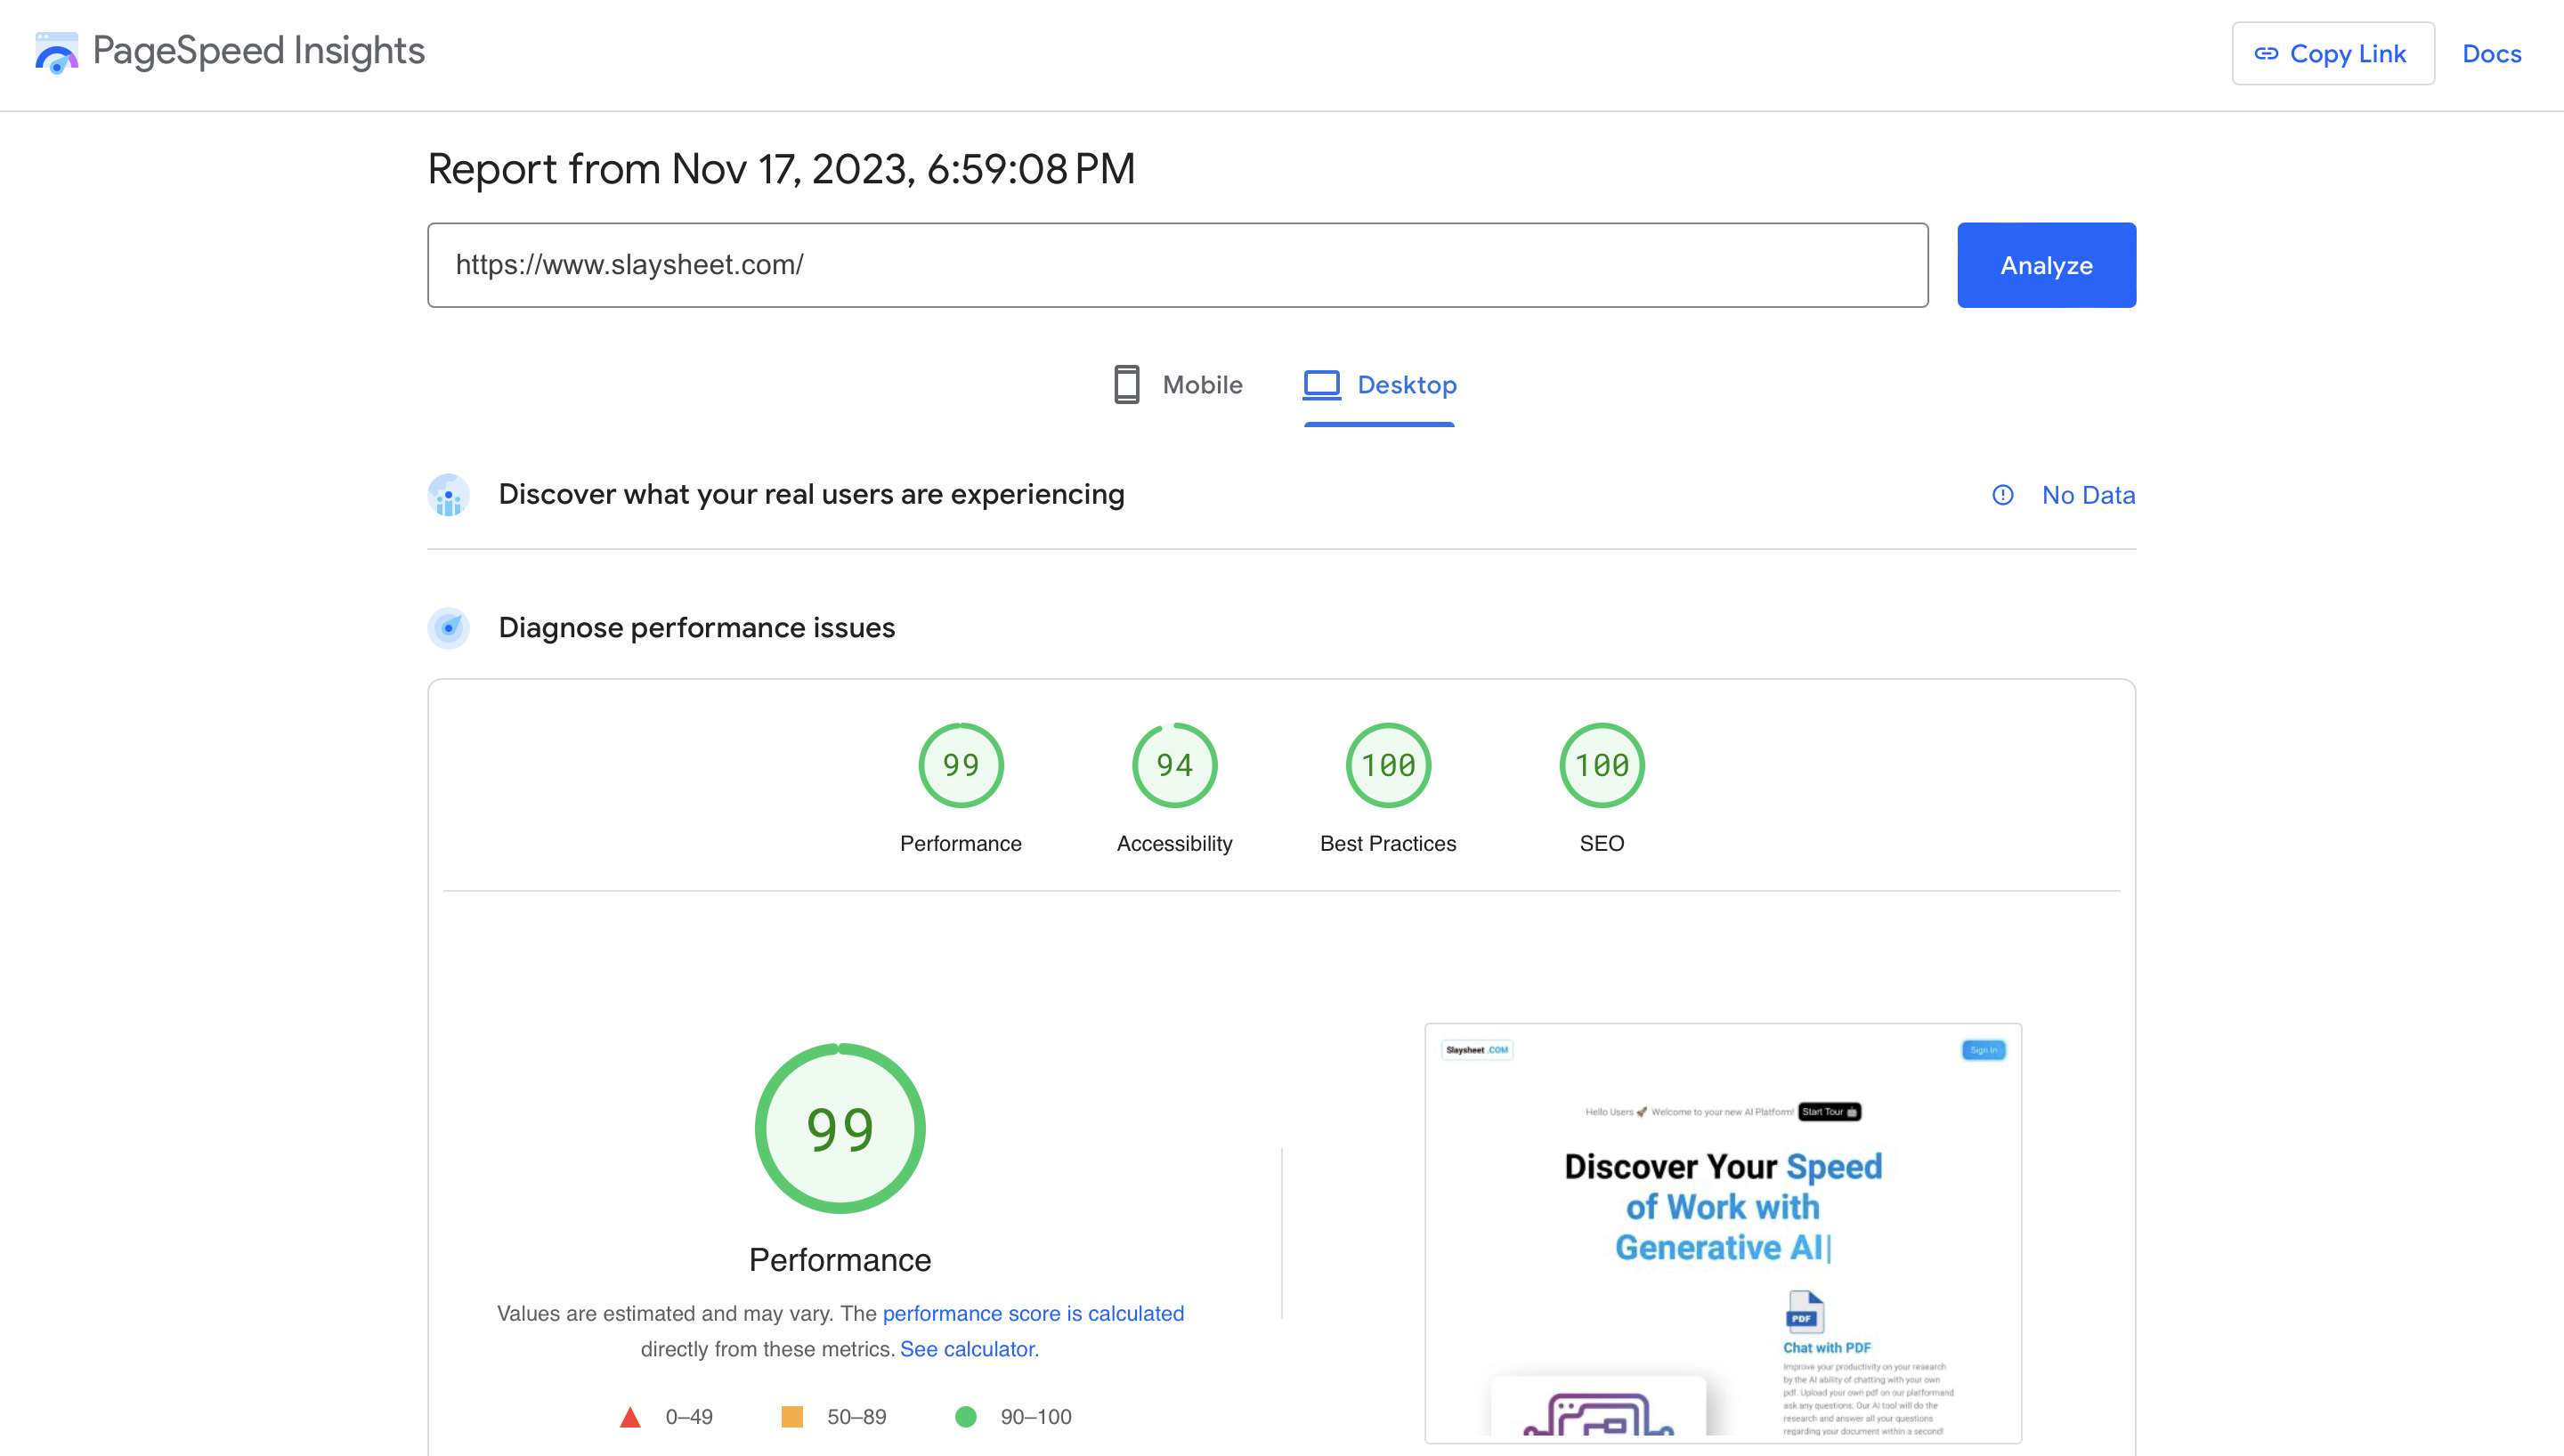 PageSpeed Insights
Copy Link
Docs
Report from Nov 17, 2023, 6:59:08 PM
https://www.slaysheet.com/
Analyze
Mobile
Desktop
Discover what your real users are experiencing
No Data
Diagnose performance issues
99
94
100
100
Performance
Accessibility
Best Practices
SEO
99
Performance
Values are estimated and may vary. The performance score is calculated
directly from these metrics. See calculator.
0–49
50–89
90–100
Slaysheet .COM
Sign In
Hello Users 🚀 Welcome to your new AI Platform!
Start Tour 🤖
Discover Your Speed
of Work with
Generative AI|
PDF
Chat with PDF
Improve your productivity on your research
by the AI ability of chatting with your own
pdf. Upload your own pdf on our platformand
ask any questions. Our AI tool will do the
research and answer all your questions
regarding your document within a second!